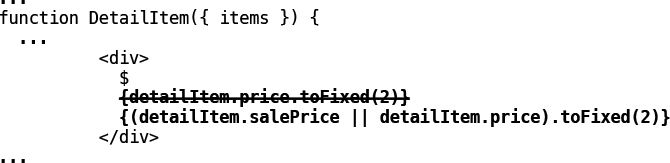 ...
function DetailItem({ items }) {
...
<div>
$
{detailItem.price.toFixed(2)}
{(detailItem.salePrice || detailItem.price).toFixed(2)}
</div>
...